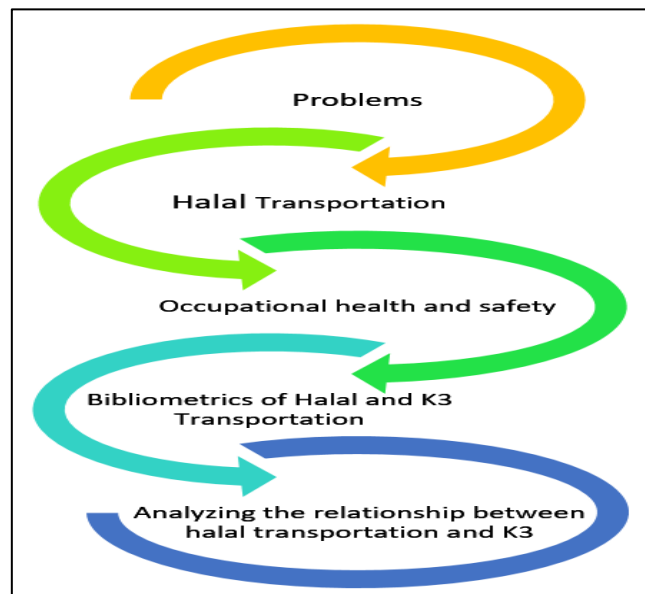 Problems
Halal Transportation
Occupational health and safety
Bibliometrics of Halal and K3
Transportation
Analyzing the relationship between
halal transportation and K3